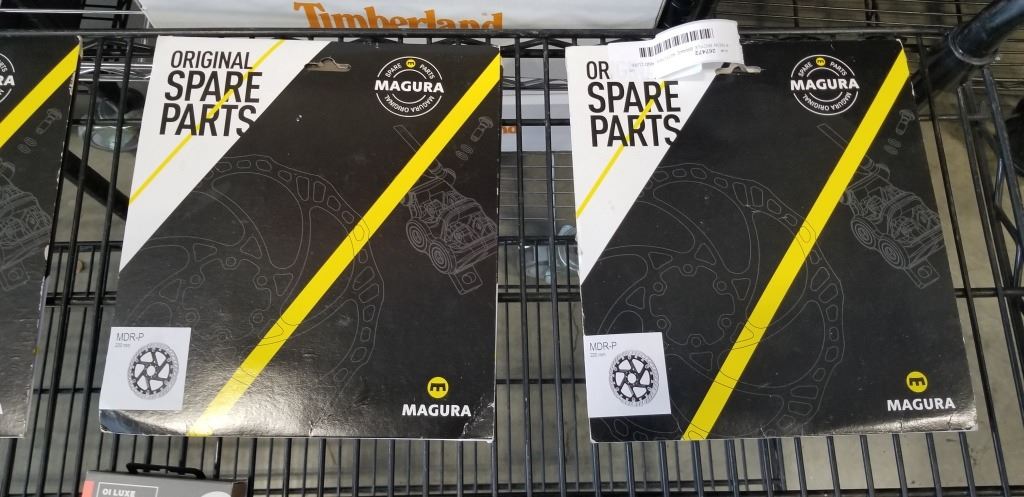 Timberland
ORIGINAL
SPARE
PARTS
SPARE PARTS
MAGURA
MAGURA ORIGINAL
MDR-P
220 mm
MAGURA
OR
SPARE
PARTS
267472
SPARE PARTS
MAGURA
MAGURA ORIGINAL
MDR-P
220 mm
MAGURA
OI LUXE